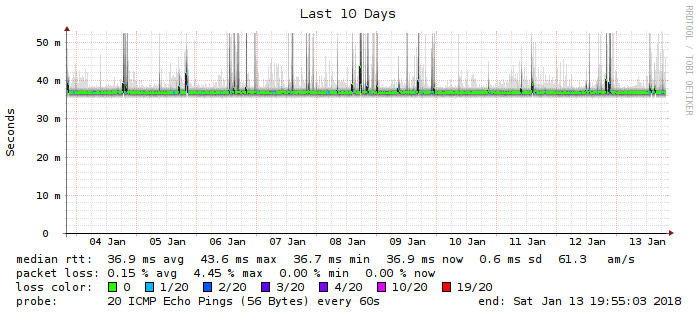 Last 10 Days
RRDTOOL / TOBI OETIKER
Seconds
50 m
40 m
30 m
20 m
10 m
0
04 Jan 05 Jan 06 Jan 07 Jan 08 Jan 09 Jan 10 Jan 11 Jan 12 Jan 13 Jan
median rtt: 36.9 ms avg 43.6 ms max 36.7 ms min 36.9 ms now 0.6 ms sd 61.3 am/s
packet loss: 0.15 % avg 4.45 % max 0.00 % min 0.00 % now
loss color: 0 1/20 2/20 3/20 4/20 10/20 19/20
probe: 20 ICMP Echo Pings (56 Bytes) every 60s end: Sat Jan 13 19:55:03 2018